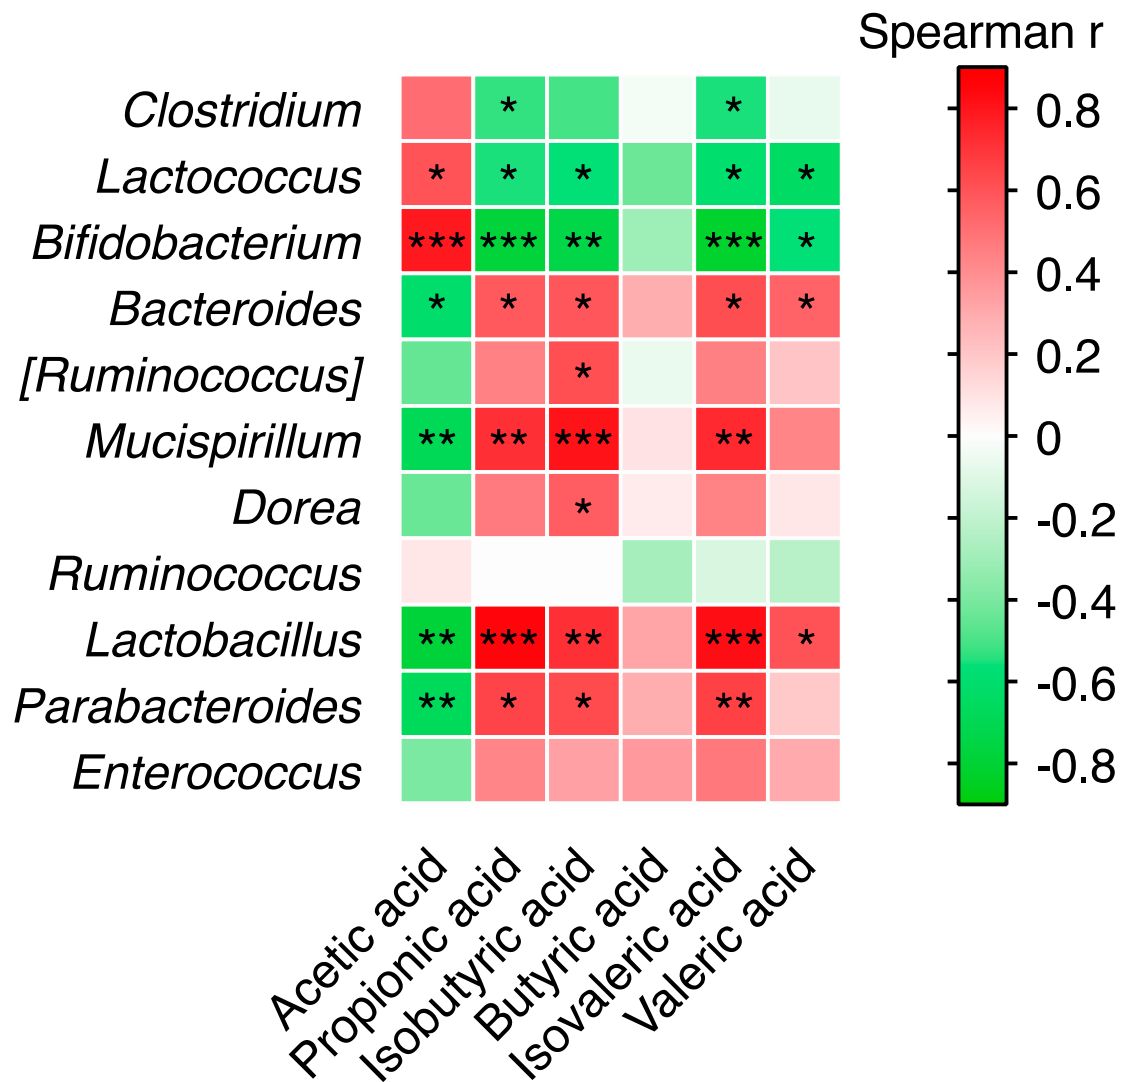 Spearman r
Clostridium * *
Lactococcus * * * * *
Bifidobacterium *** *** ** *** *
Bacteroides * * * * *
[Ruminococcus] *
Mucispirillum ** ** *** **
Dorea *
Ruminococcus
Lactobacillus ** *** ** *** *
Parabacteroides ** * * **
Enterococcus
0.8
0.6
0.4
0.2
0
-0.2
-0.4
-0.6
-0.8
Acetic acid
Propionic acid
Isobutyric acid
Butyric acid
Isovaleric acid
Valeric acid